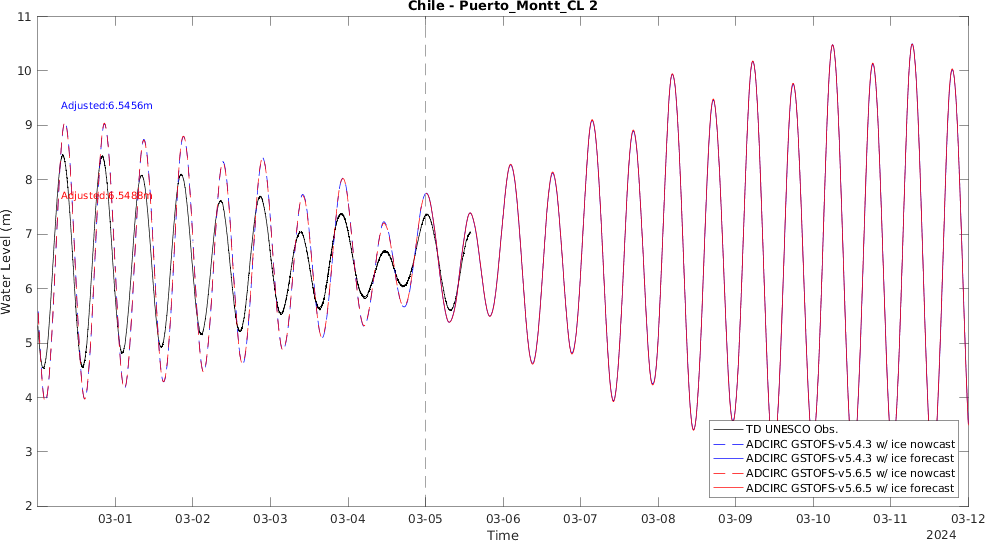 Chile - Puerto_Montt_CL 2
11
10
9
8
7
6
5
4
3
2
Water Level (m)
Adjusted:6.5456m
Adjusted:6.5488m
TD UNESCO Obs.
ADCIRC GSTOFS-v5.4.3 w/ ice nowcast
ADCIRC GSTOFS-v5.4.3 w/ ice forecast
ADCIRC GSTOFS-v5.6.5 w/ ice nowcast
ADCIRC GSTOFS-v5.6.5 w/ ice forecast
03-01 03-02 03-03 03-04 03-05 03-06 03-07 03-08 03-09 03-10 03-11 03-12
Time
2024